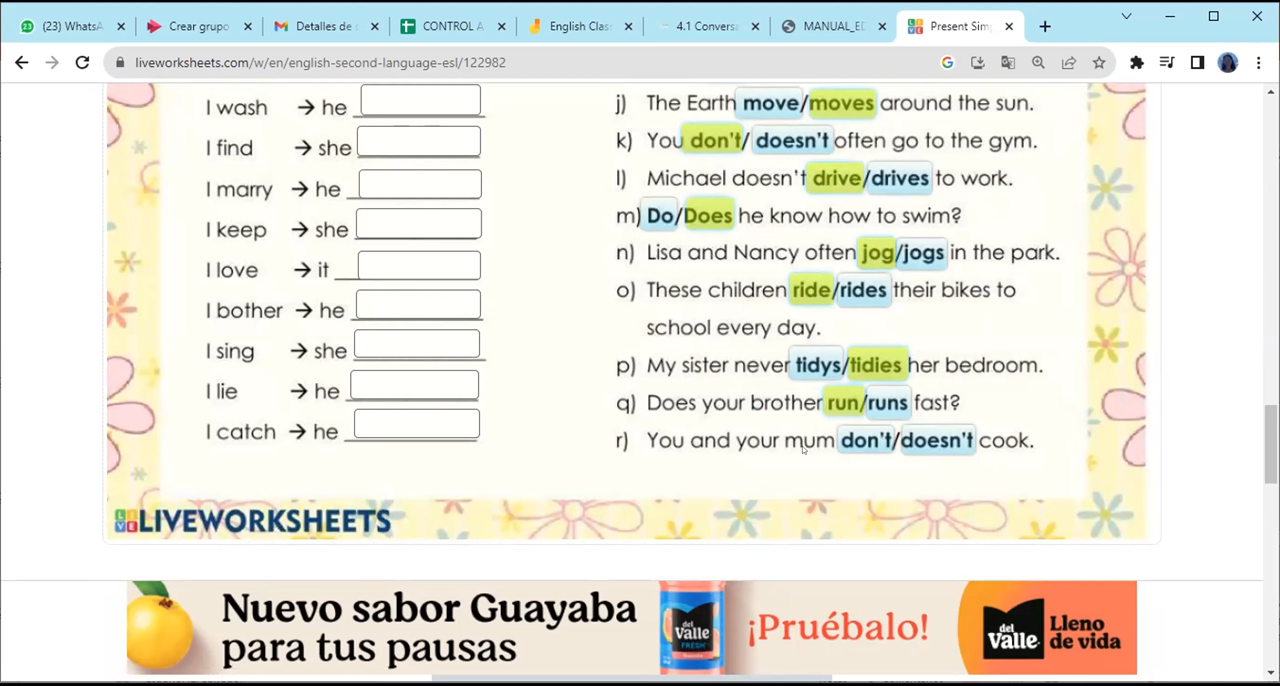 (23) WhatsA
Crear grupo
Detalles de s
CONTROL A
English Clas
4.1 Conversa
MANUAL_ED
Present Sim
liveworksheets.com/w/en/english-second-language-esl/122982
I wash → he
I find → she
I marry → he
I keep → she
I love → it
I bother → he
I sing → she
I lie → he
I catch → he
j) The Earth move/moves around the sun.
k) You don't/ doesn't often go to the gym.
l) Michael doesn't drive/drives to work.
m) Do/Does he know how to swim?
n) Lisa and Nancy often jog/jogs in the park.
o) These children ride/rides their bikes to
school every day.
p) My sister never tidys/tidies her bedroom.
q) Does your brother run/runs fast?
r) You and your mum don't/doesn't cook.
LIVE LIVEWORKSHEETS
Nuevo sabor Guayaba
para tus pausas
del
Valle
FRESH
¡Pruébalo!
del
Valle
Lleno
de vida